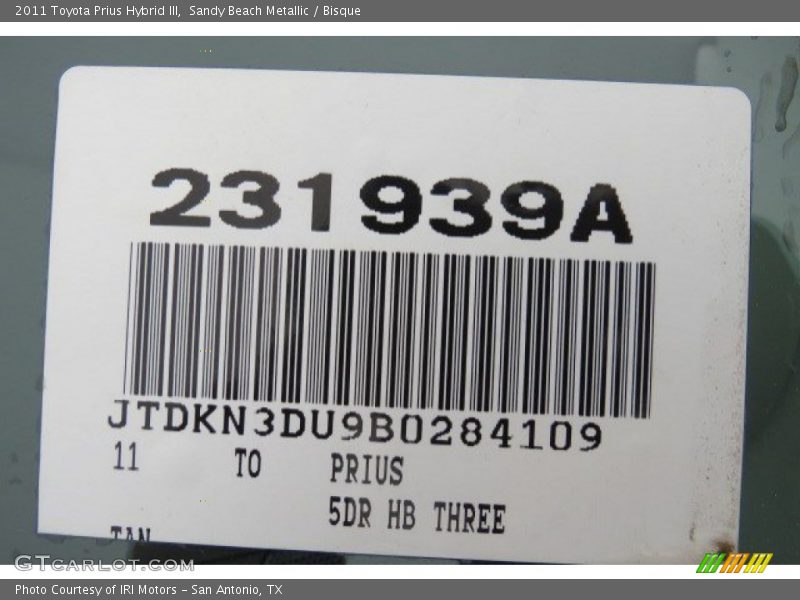 2011 Toyota Prius Hybrid III, Sandy Beach Metallic / Bisque
231939A
JTDKN3DU9B0284109
11 TO PRIUS
5DR HB THREE
TAN
GTCARLOT.COM
Photo Courtesy of IRI Motors - San Antonio, TX